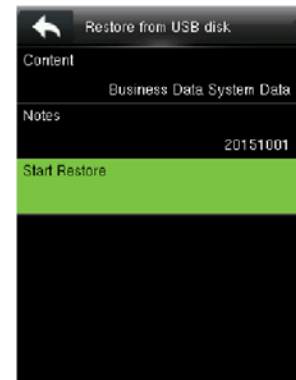 Restore from USB disk
Content
Business Data System Data
Notes
20151001
Start Restore